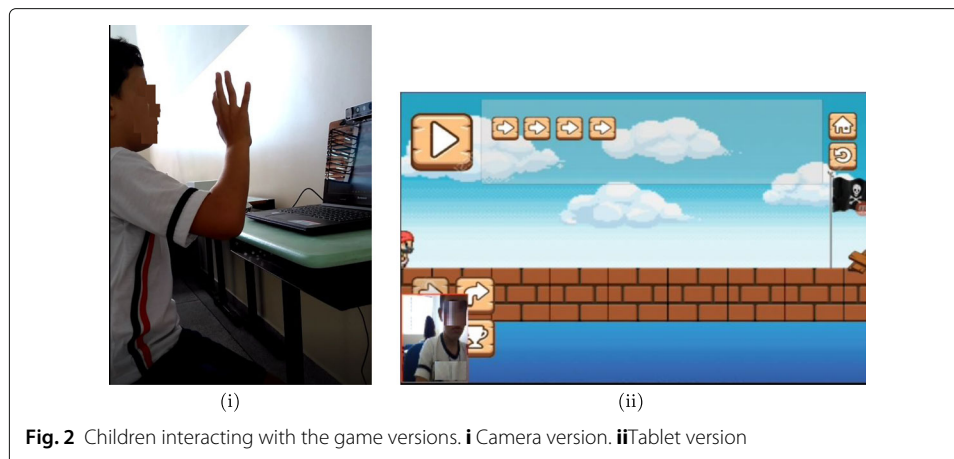 (i)
(ii)
Fig. 2 Children interacting with the game versions. i Camera version. iiTablet version